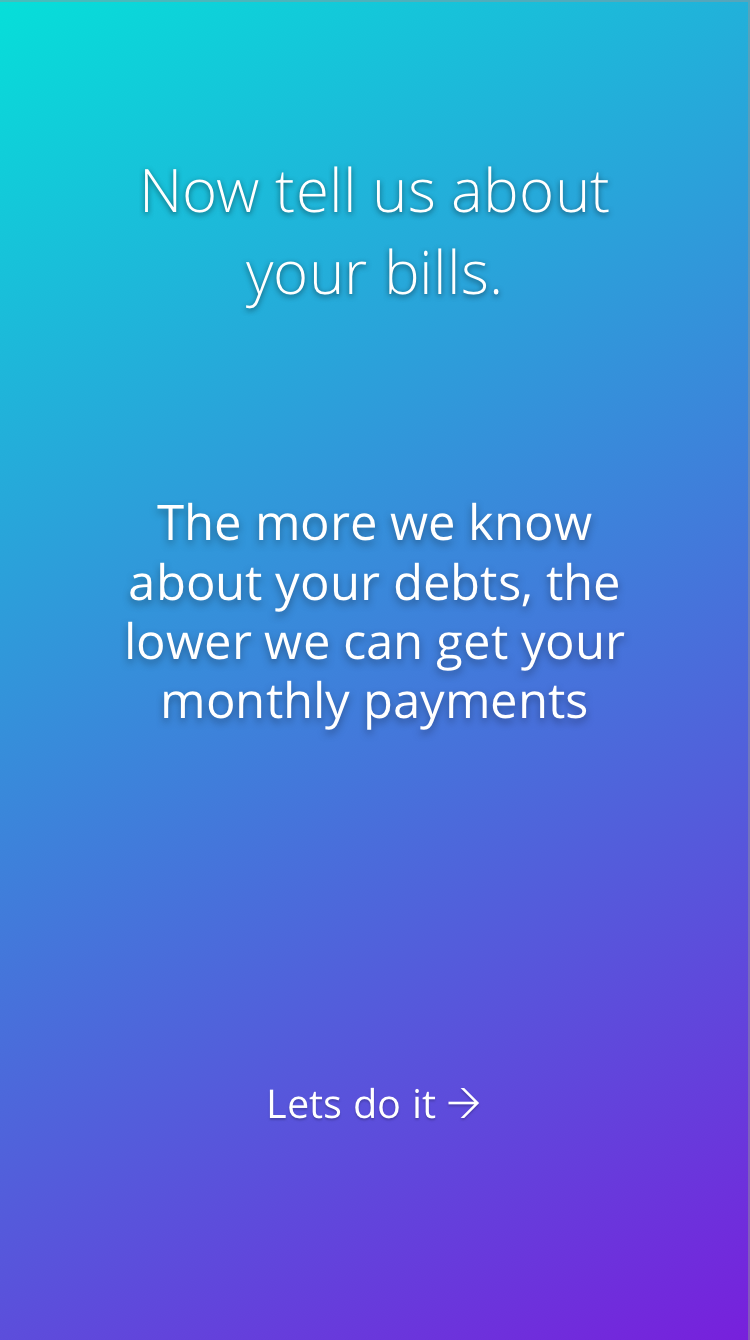 Now tell us about
your bills.
The more we know
about your debts, the
lower we can get your
monthly payments
Lets do it →